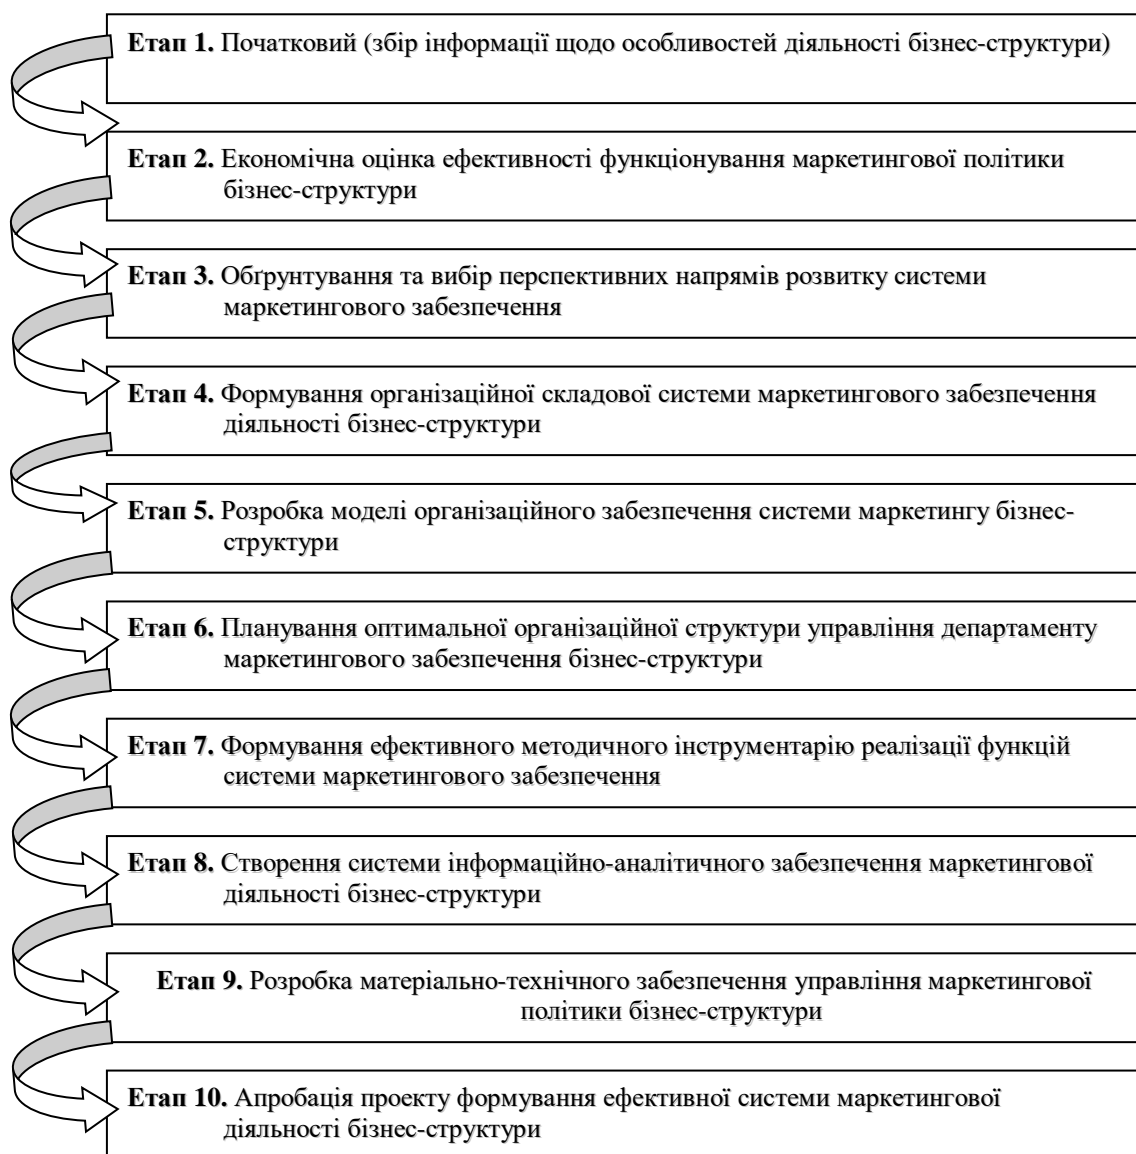 Етап 1. Початковий (збір інформації щодо особливостей діяльності бізнес-структури)
Етап 2. Економічна оцінка ефективності функціонування маркетингової політики
бізнес-структури
Етап 3. Обґрунтування та вибір перспективних напрямів розвитку системи
маркетингового забезпечення
Етап 4. Формування організаційної складової системи маркетингового забезпечення
діяльності бізнес-структури
Етап 5. Розробка моделі організаційного забезпечення системи маркетингу бізнес-
структури
Етап 6. Планування оптимальної організаційної структури управління департаменту
маркетингового забезпечення бізнес-структури
Етап 7. Формування ефективного методичного інструментарію реалізації функцій
системи маркетингового забезпечення
Етап 8. Створення системи інформаційно-аналітичного забезпечення маркетингової
діяльності бізнес-структури
Етап 9. Розробка матеріально-технічного забезпечення управління маркетингової
політики бізнес-структури
Етап 10. Апробація проекту формування ефективної системи маркетингової
діяльності бізнес-структури